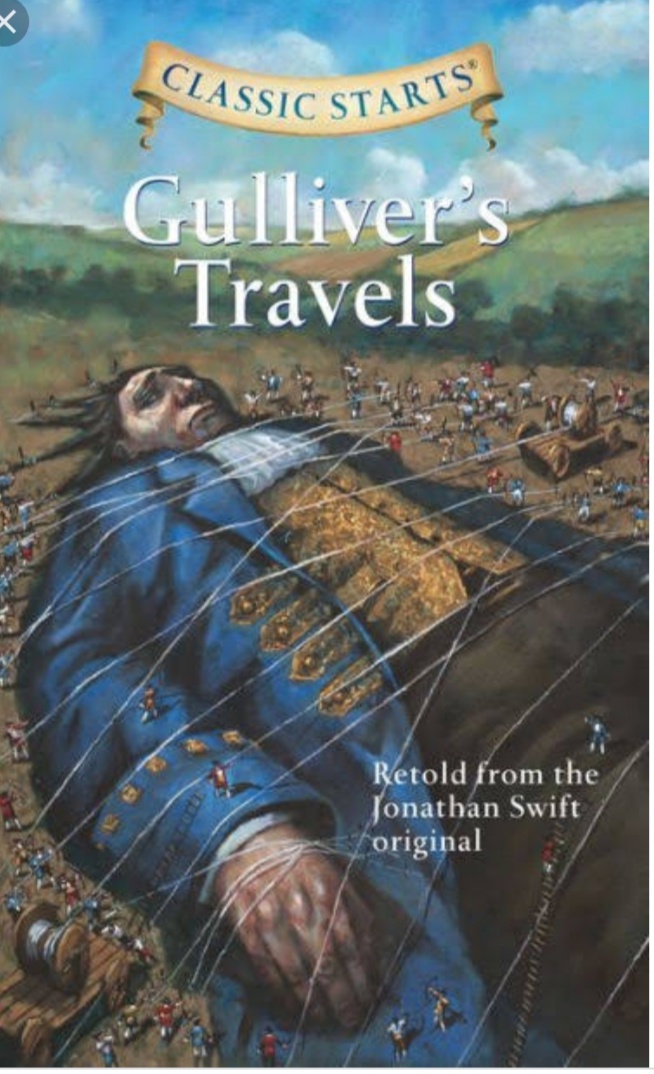 CLASSIC STARTS®
Gulliver's
Travels
Retold from the
Jonathan Swift
original